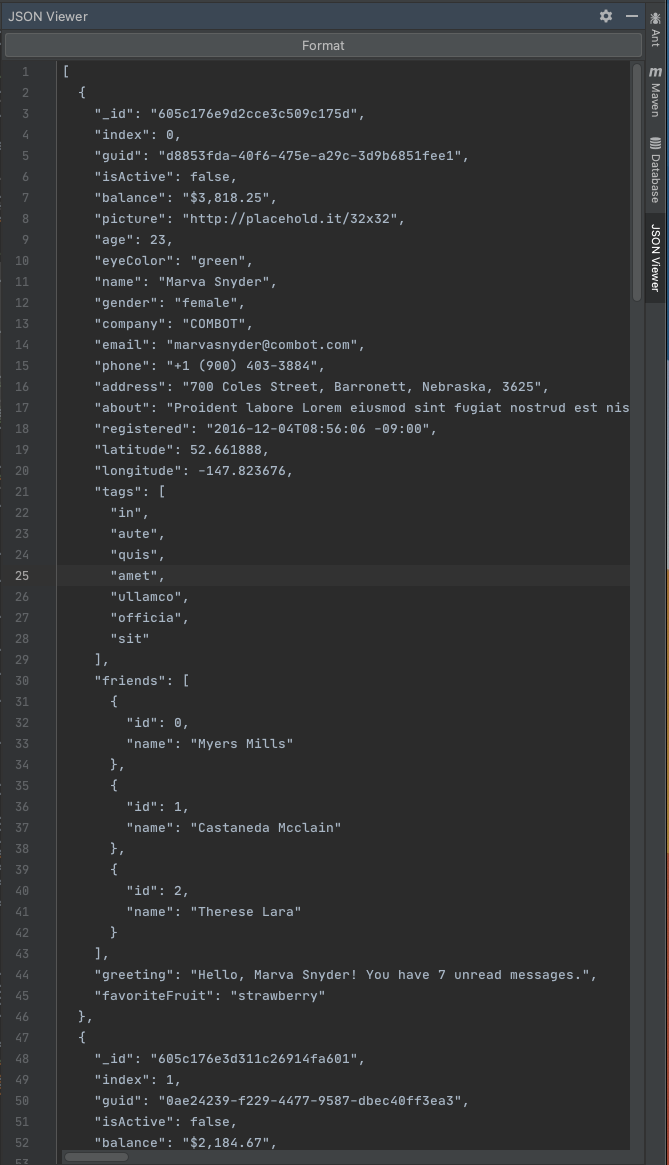 JSON Viewer
Format
1 [
2   {
3     "_id": "605c176e9d2cce3c509c175d",
4     "index": 0,
5     "guid": "d8853fda-40f6-475e-a29c-3d9b6851fee1",
6     "isActive": false,
7     "balance": "$3,818.25",
8     "picture": "http://placehold.it/32x32",
9     "age": 23,
10     "eyeColor": "green",
11     "name": "Marva Snyder",
12     "gender": "female",
13     "company": "COMBOT",
14     "email": "marvasnyder@combot.com",
15     "phone": "+1 (900) 403-3884",
16     "address": "700 Coles Street, Barronett, Nebraska, 3625",
17     "about": "Proident labore Lorem eiusmod sint fugiat nostrud est nis
18     "registered": "2016-12-04T08:56:06 -09:00",
19     "latitude": 52.661888,
20     "longitude": -147.823676,
21     "tags": [
22       "in",
23       "aute",
24       "quis",
25       "amet",
26       "ullamco",
27       "officia",
28       "sit"
29     ],
30     "friends": [
31       {
32         "id": 0,
33         "name": "Myers Mills"
34       },
35       {
36         "id": 1,
37         "name": "Castaneda Mcclain"
38       },
39       {
40         "id": 2,
41         "name": "Therese Lara"
42       }
43     ],
44     "greeting": "Hello, Marva Snyder! You have 7 unread messages.",
45     "favoriteFruit": "strawberry"
46   },
47   {
48     "_id": "605c176e3d311c26914fa601",
49     "index": 1,
50     "guid": "0ae24239-f229-4477-9587-dbec40ff3ea3",
51     "isActive": false,
52     "balance": "$2,184.67",
53
Ant
m Maven
Database
JSON Viewer